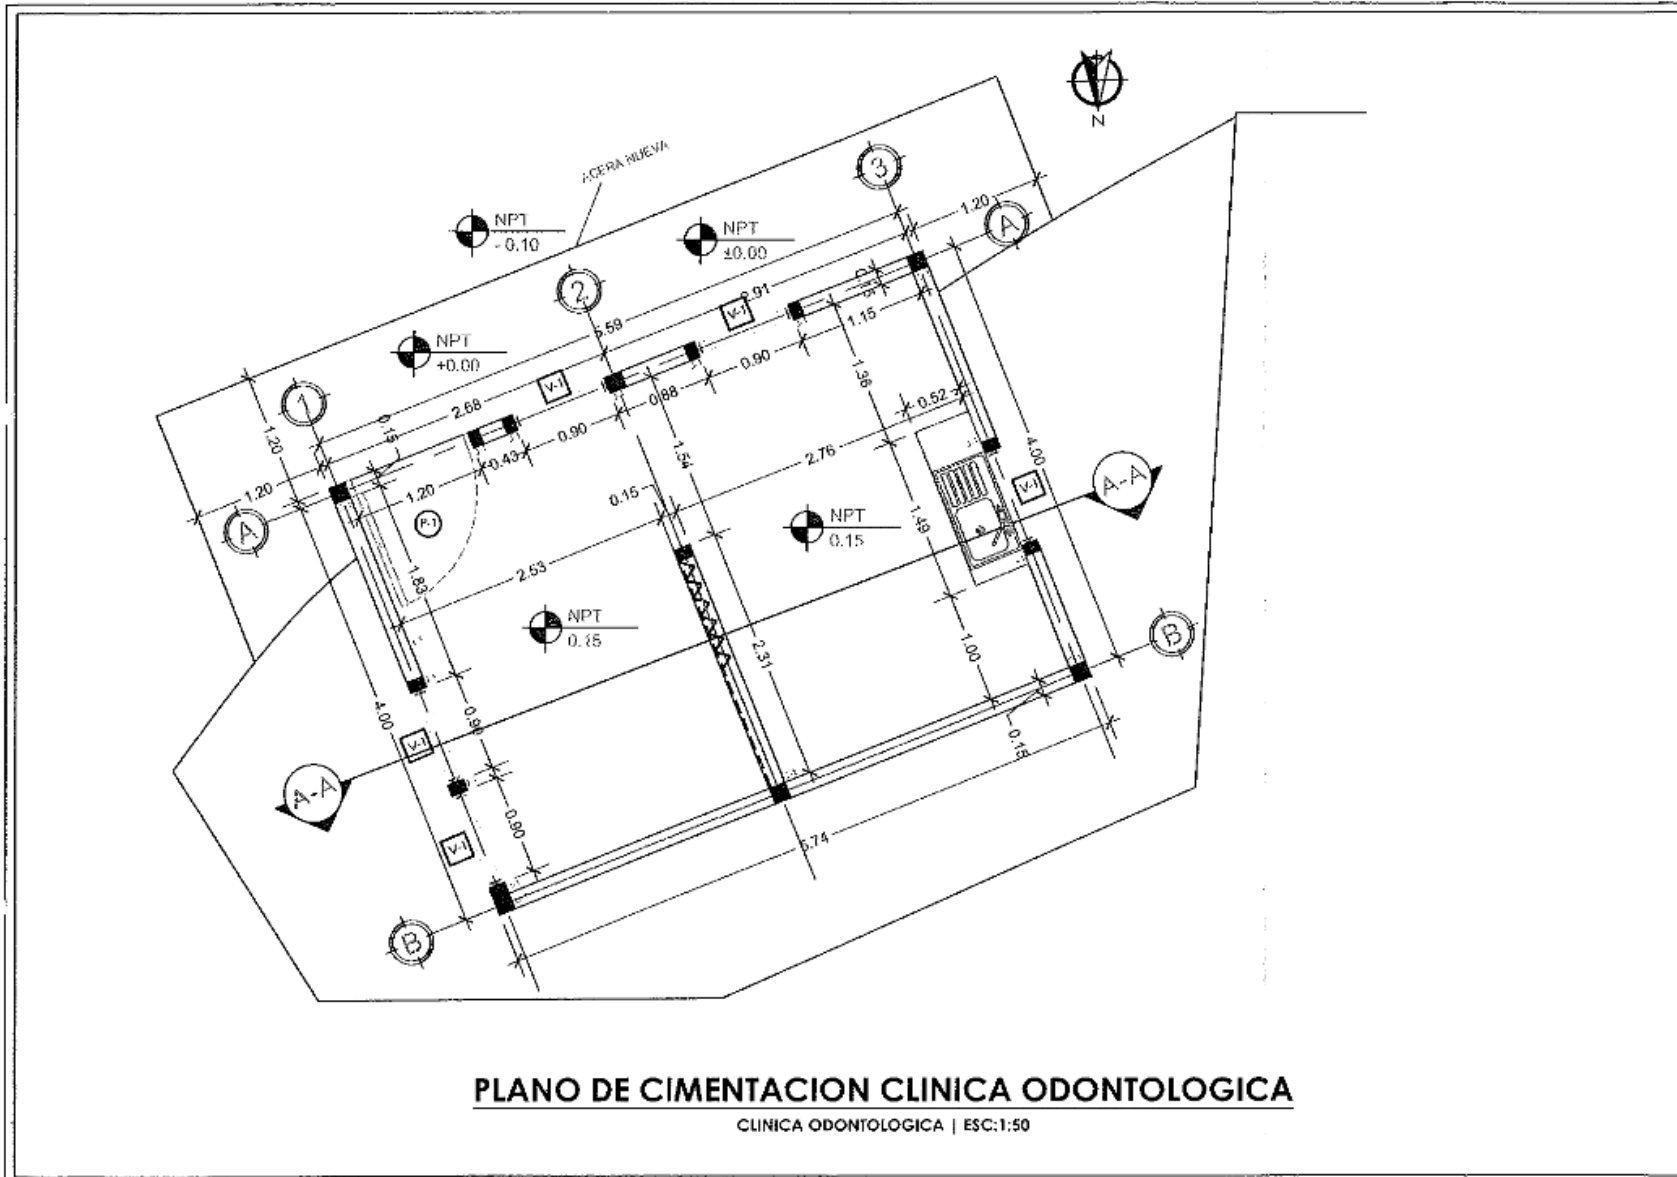 N
ACERA NUEVA
3
1.20
A
NPT
- 0.10
NPT
±0.00
2
2.91
V-1
5.59
0.15
1.15
NPT
+0.00
V-1
0.90
1.36
1
2.68
0.88
0.52
1.20
0.15
0.90
4.00
0.43
1.54
2.76
1.20
1.20
0.15
V-1
A-A
A
P-1
NPT
0.15
1.49
1.83
2.53
NPT
0.15
2.31
1.00
B
4.00
0.90
V-1
0.15
A-A
0.90
V-1
5.74
B
PLANO DE CIMENTACION CLINICA ODONTOLOGICA
CLINICA ODONTOLOGICA | ESC:1:50